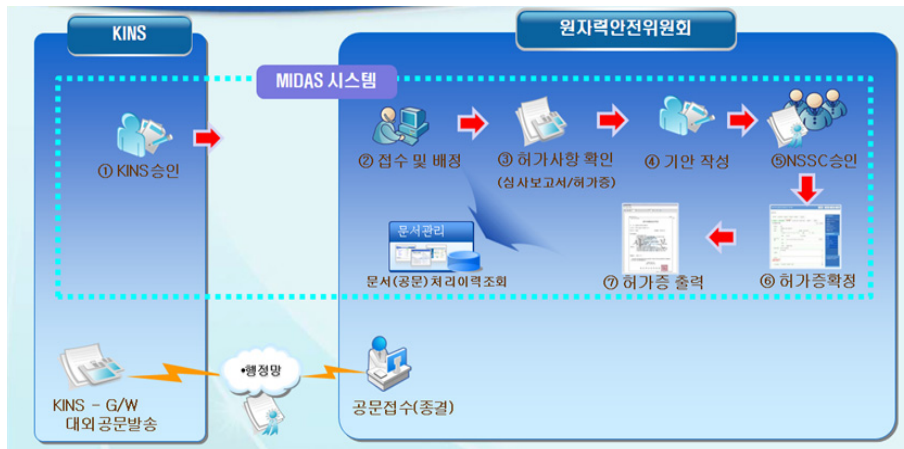 KINS
원자력안전위원회
MIDAS 시스템
① KINS승인
② 접수 및 배정
③ 허가사항 확인
(심사보고서/허가증)
④ 기안 작성
⑤NSSC승인
문서관리
문서(공문)처리이력조회
⑦ 허가증 출력
⑥ 허가증확정
•행정망
KINS - G/W
대외공문발송
공문접수(종결)